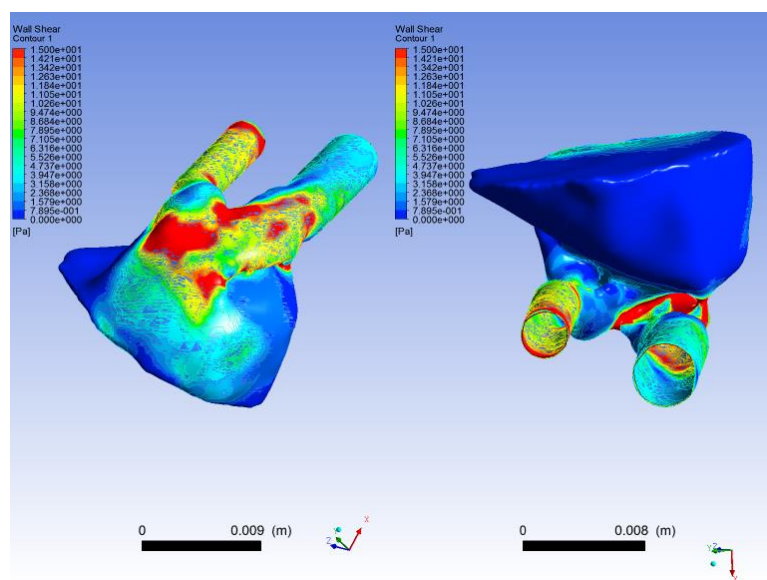 Wall Shear
Contour 1
1.500e+001
1.421e+001
1.342e+001
1.263e+001
1.184e+001
1.105e+001
1.026e+001
9.474e+000
8.684e+000
7.895e+000
7.105e+000
6.316e+000
5.526e+000
4.737e+000
3.947e+000
3.158e+000
2.368e+000
1.579e+000
7.895e-001
0.000e+000
[Pa]
0 0.009 (m)
Z Y X
Wall Shear
Contour 1
1.500e+001
1.421e+001
1.342e+001
1.263e+001
1.184e+001
1.105e+001
1.026e+001
9.474e+000
8.684e+000
7.895e+000
7.105e+000
6.316e+000
5.526e+000
4.737e+000
3.947e+000
3.158e+000
2.368e+000
1.579e+000
7.895e-001
0.000e+000
[Pa]
0 0.008 (m)